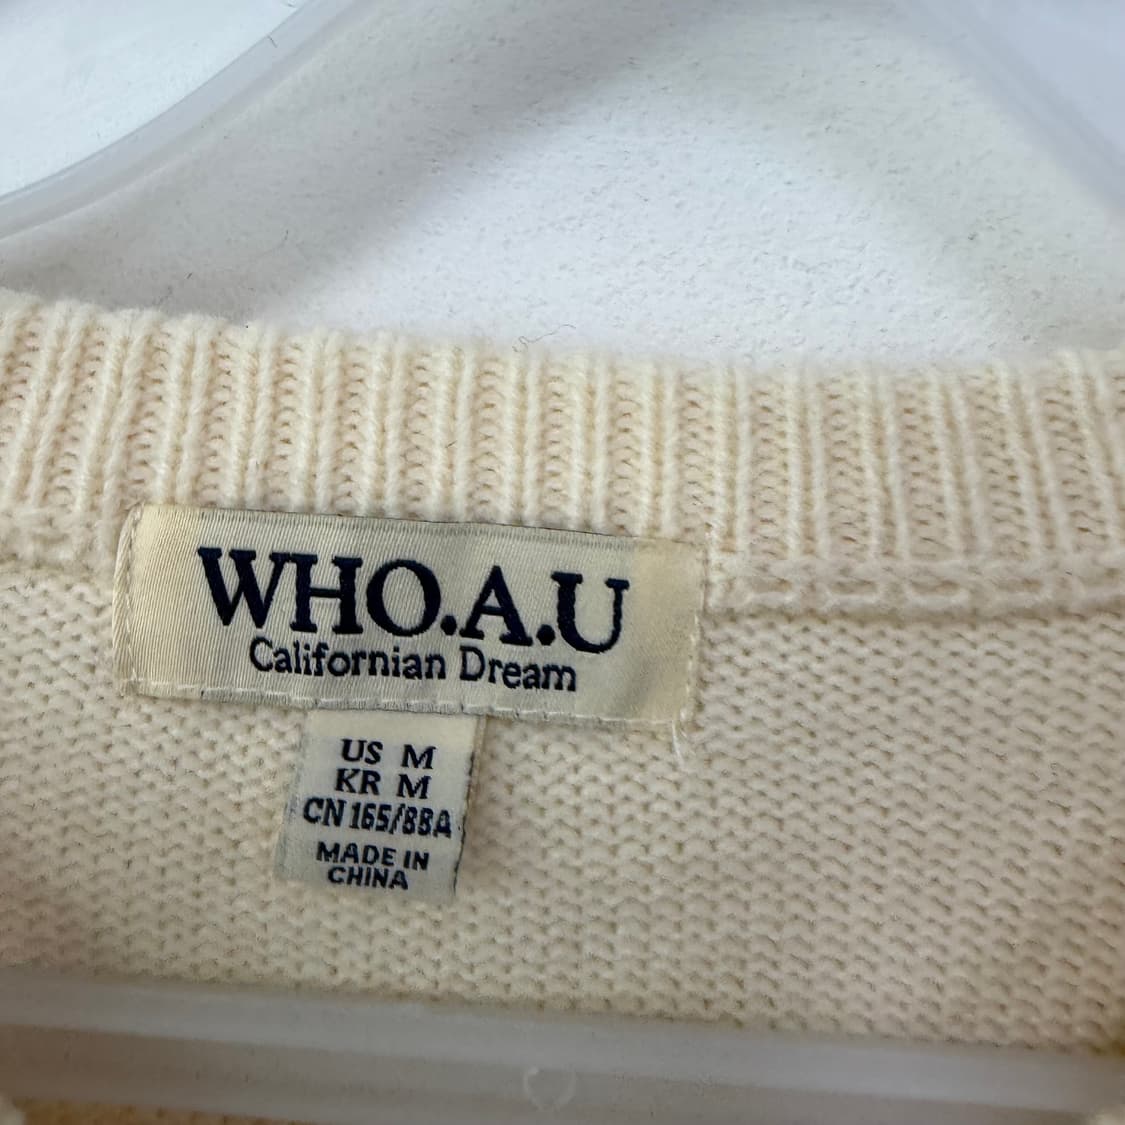 WHO.A.U
Californian Dream
US M
KR M
CN 165/88A
MADE IN
CHINA